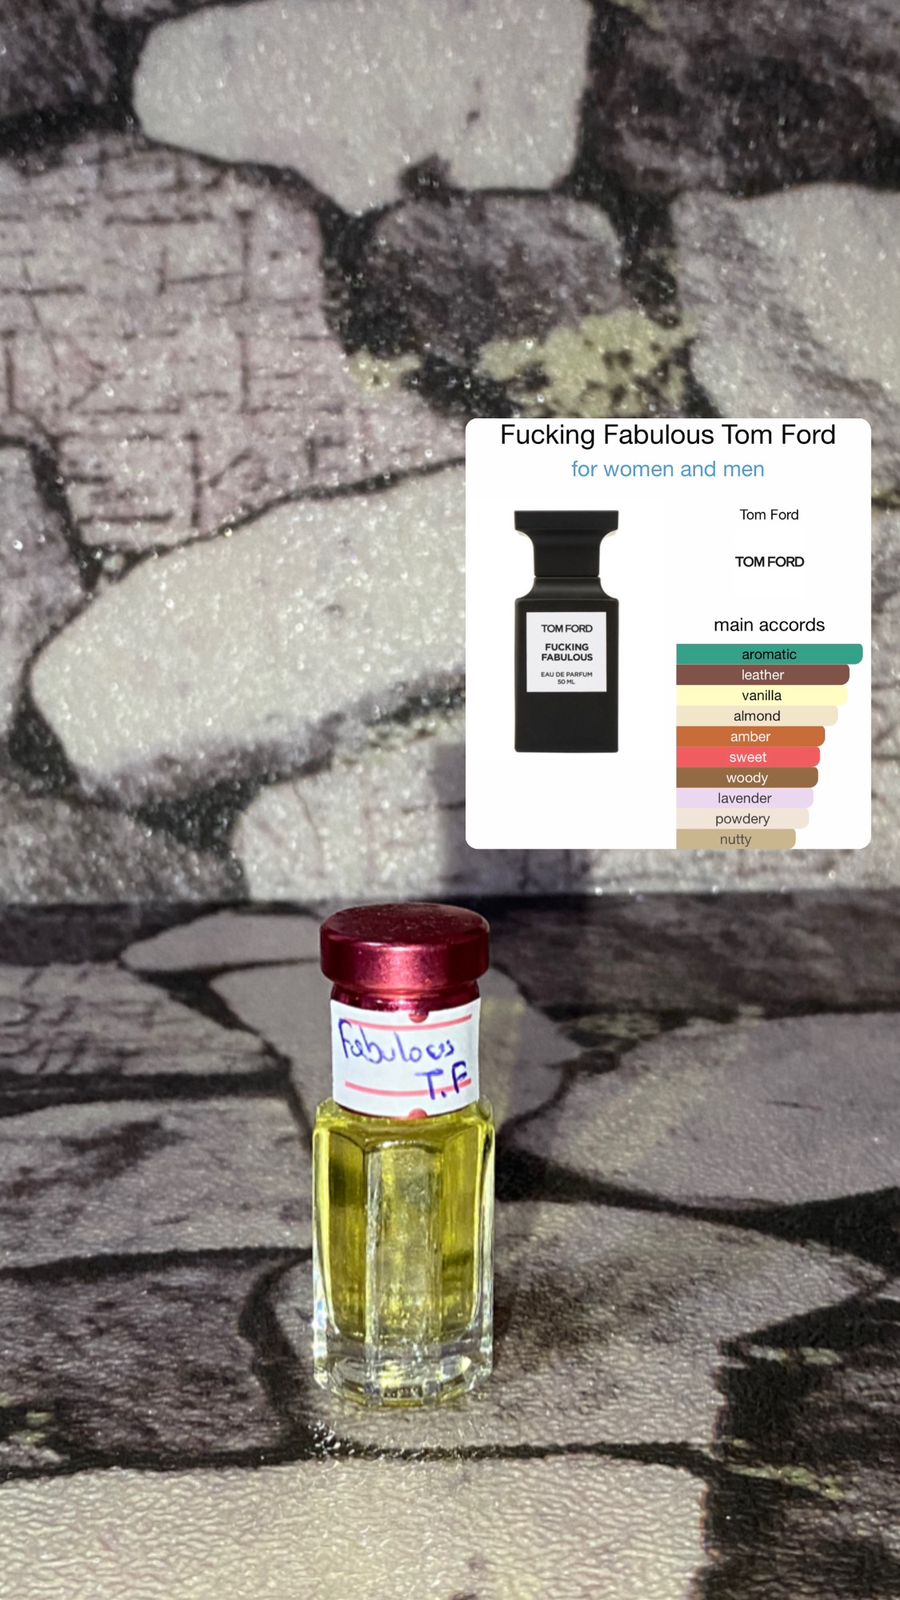 Fucking Fabulous Tom Ford
for women and men
Tom Ford
TOM FORD
main accords
aromatic
leather
vanilla
almond
amber
sweet
woody
lavender
powdery
nutty
TOM FORD
FUCKING
FABULOUS
EAU DE PARFUM
50 ML
Fabulous
T.F